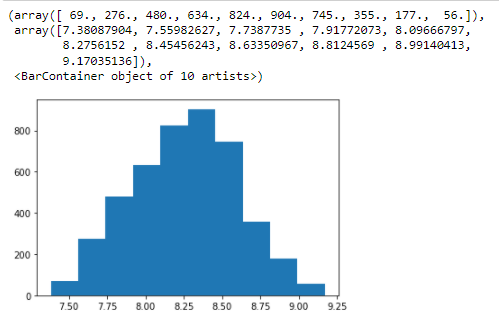 (array([ 69., 276., 480., 634., 824., 904., 745., 355., 177.,  56.]),
 array([7.38087904, 7.55982627, 7.7387735 , 7.91772073, 8.09666797,
        8.2756152 , 8.45456243, 8.63350967, 8.8124569 , 8.99140413,
        9.17035136]),
 <BarContainer object of 10 artists>)
800
600
400
200
0
7.50 7.75 8.00 8.25 8.50 8.75 9.00 9.25